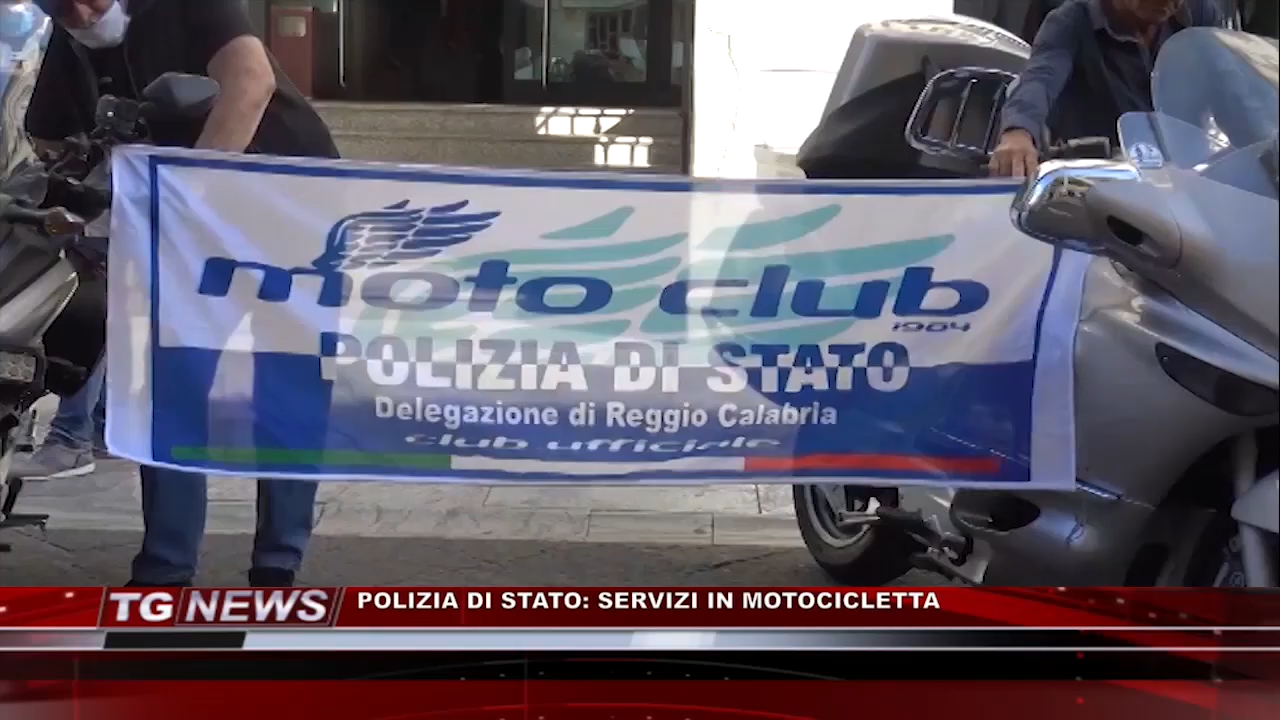 moto club
1984
POLIZIA DI STATO
Delegazione di Reggio Calabria
club ufficiale
TG NEWS
POLIZIA DI STATO: SERVIZI IN MOTOCICLETTA